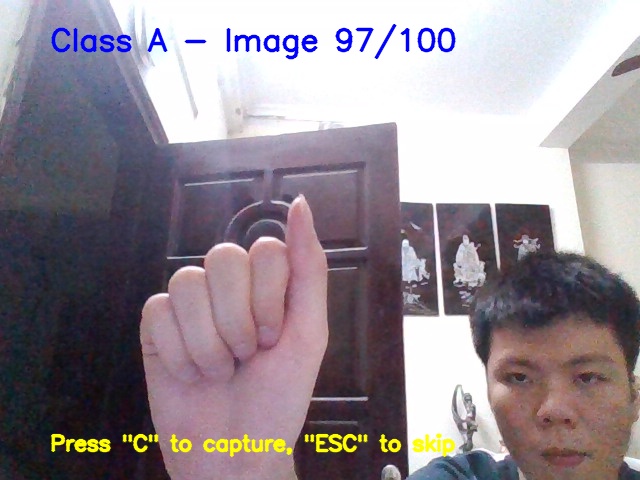 Class A - Image 97/100
Press "C" to capture, "ESC" to skip